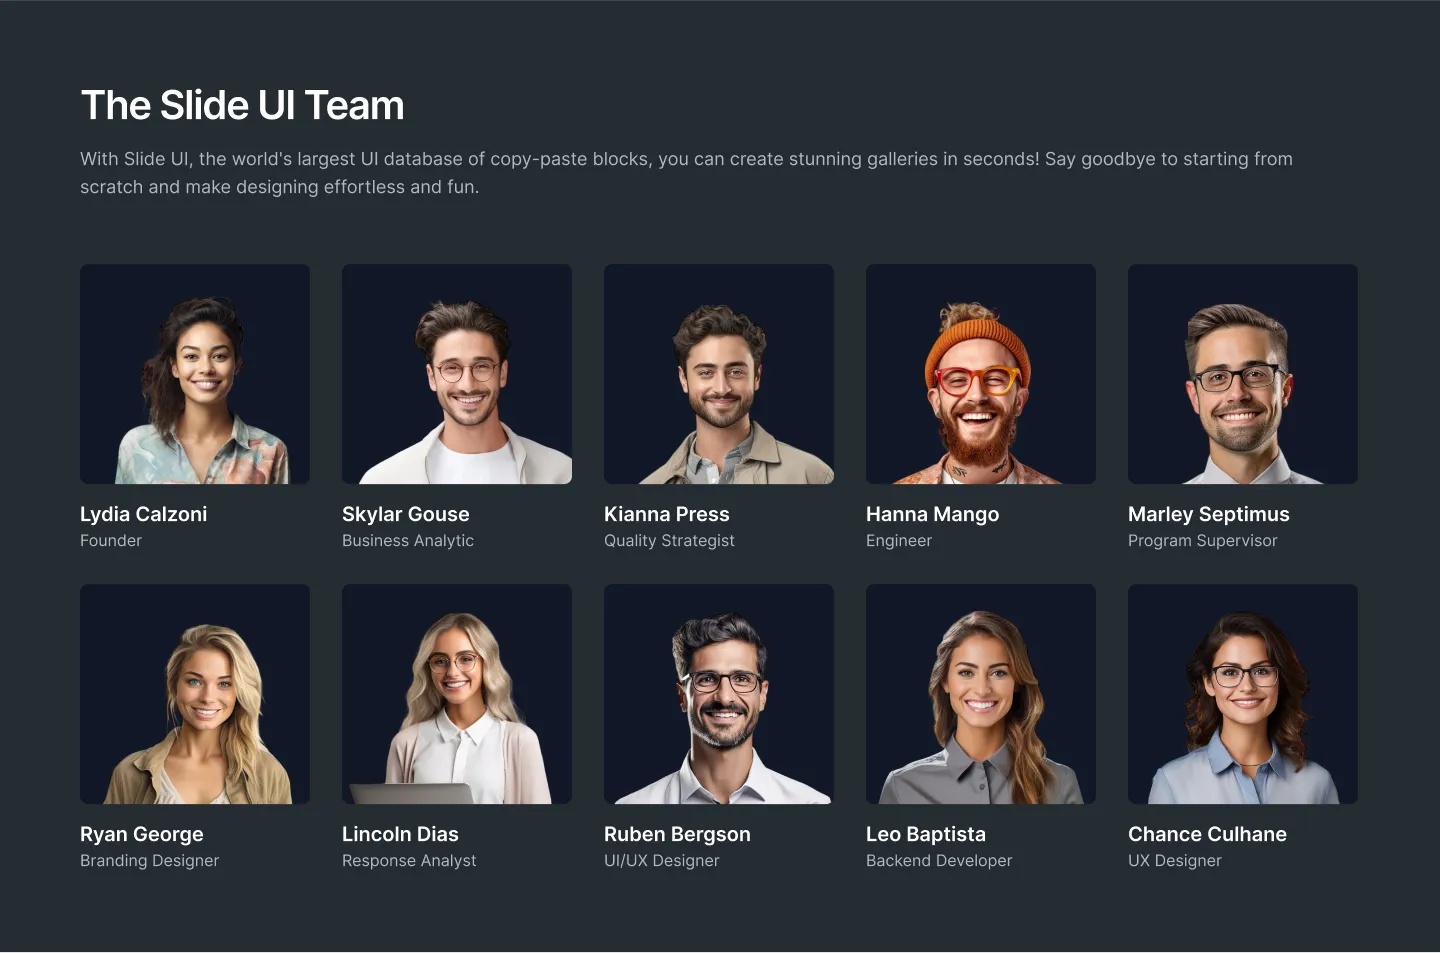 The Slide UI Team
With Slide UI, the world's largest UI database of copy-paste blocks, you can create stunning galleries in seconds! Say goodbye to starting from
scratch and make designing effortless and fun.
Lydia Calzoni
Founder
Skylar Gouse
Business Analytic
Kianna Press
Quality Strategist
Hanna Mango
Engineer
Marley Septimus
Program Supervisor
Ryan George
Branding Designer
Lincoln Dias
Response Analyst
Ruben Bergson
UI/UX Designer
Leo Baptista
Backend Developer
Chance Culhane
UX Designer